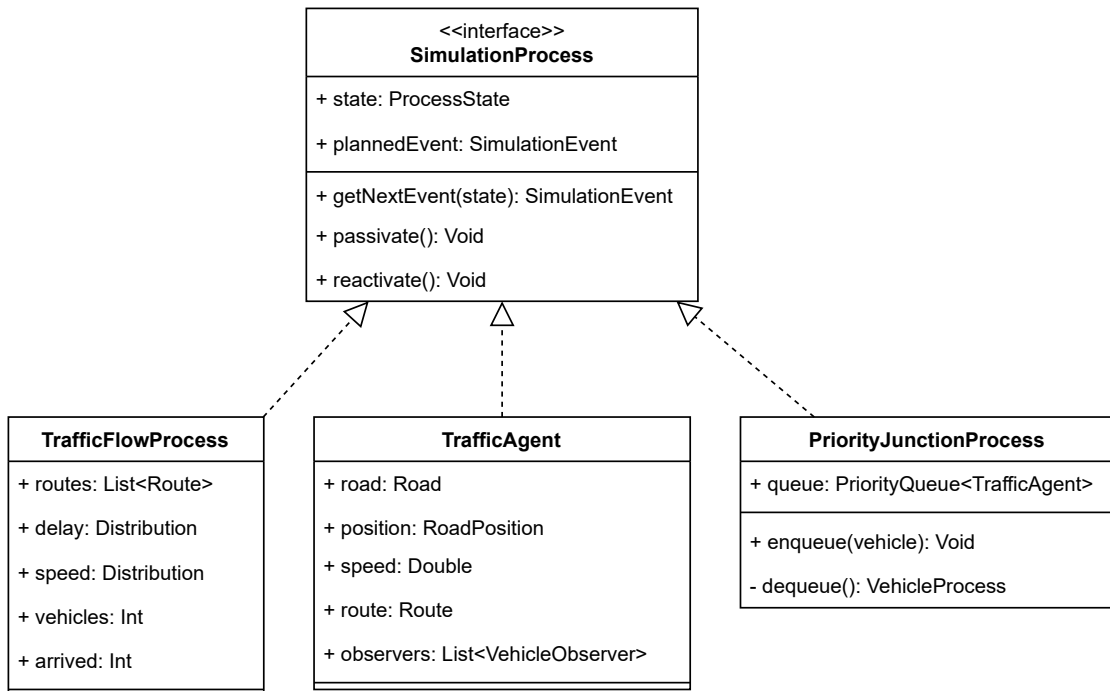 <<interface>>
SimulationProcess
+ state: ProcessState
+ plannedEvent: SimulationEvent
+ getNextEvent(state): SimulationEvent
+ passivate(): Void
+ reactivate(): Void
TrafficFlowProcess
+ routes: List<Route>
+ delay: Distribution
+ speed: Distribution
+ vehicles: Int
+ arrived: Int
TrafficAgent
+ road: Road
+ position: RoadPosition
+ speed: Double
+ route: Route
+ observers: List<VehicleObserver>
PriorityJunctionProcess
+ queue: PriorityQueue<TrafficAgent>
+ enqueue(vehicle): Void
- dequeue(): VehicleProcess